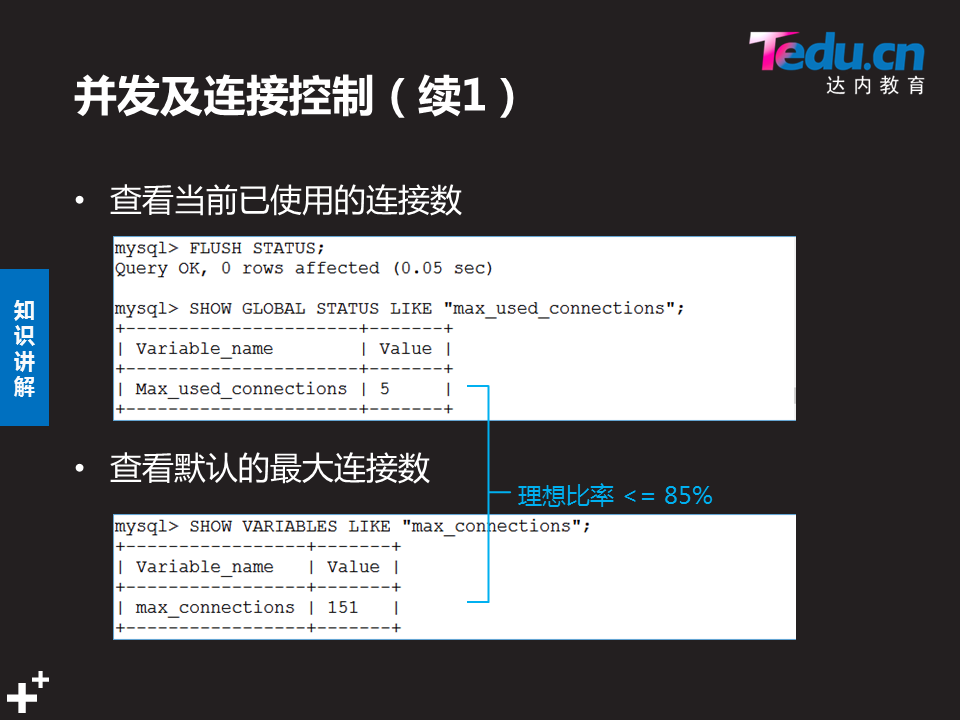 Tedu.cn
达内教育
并发及连接控制（续1）
• 查看当前已使用的连接数
mysql> FLUSH STATUS;
Query OK, 0 rows affected (0.05 sec)
mysql> SHOW GLOBAL STATUS LIKE "max_used_connections";
+----------------------+-------+
| Variable_name        | Value |
+----------------------+-------+
| Max_used_connections | 5     |
+----------------------+-------+
知识讲解
• 查看默认的最大连接数
理想比率 <= 85%
mysql> SHOW VARIABLES LIKE "max_connections";
+-----------------+-------+
| Variable_name   | Value |
+-----------------+-------+
| max_connections | 151   |
+-----------------+-------+